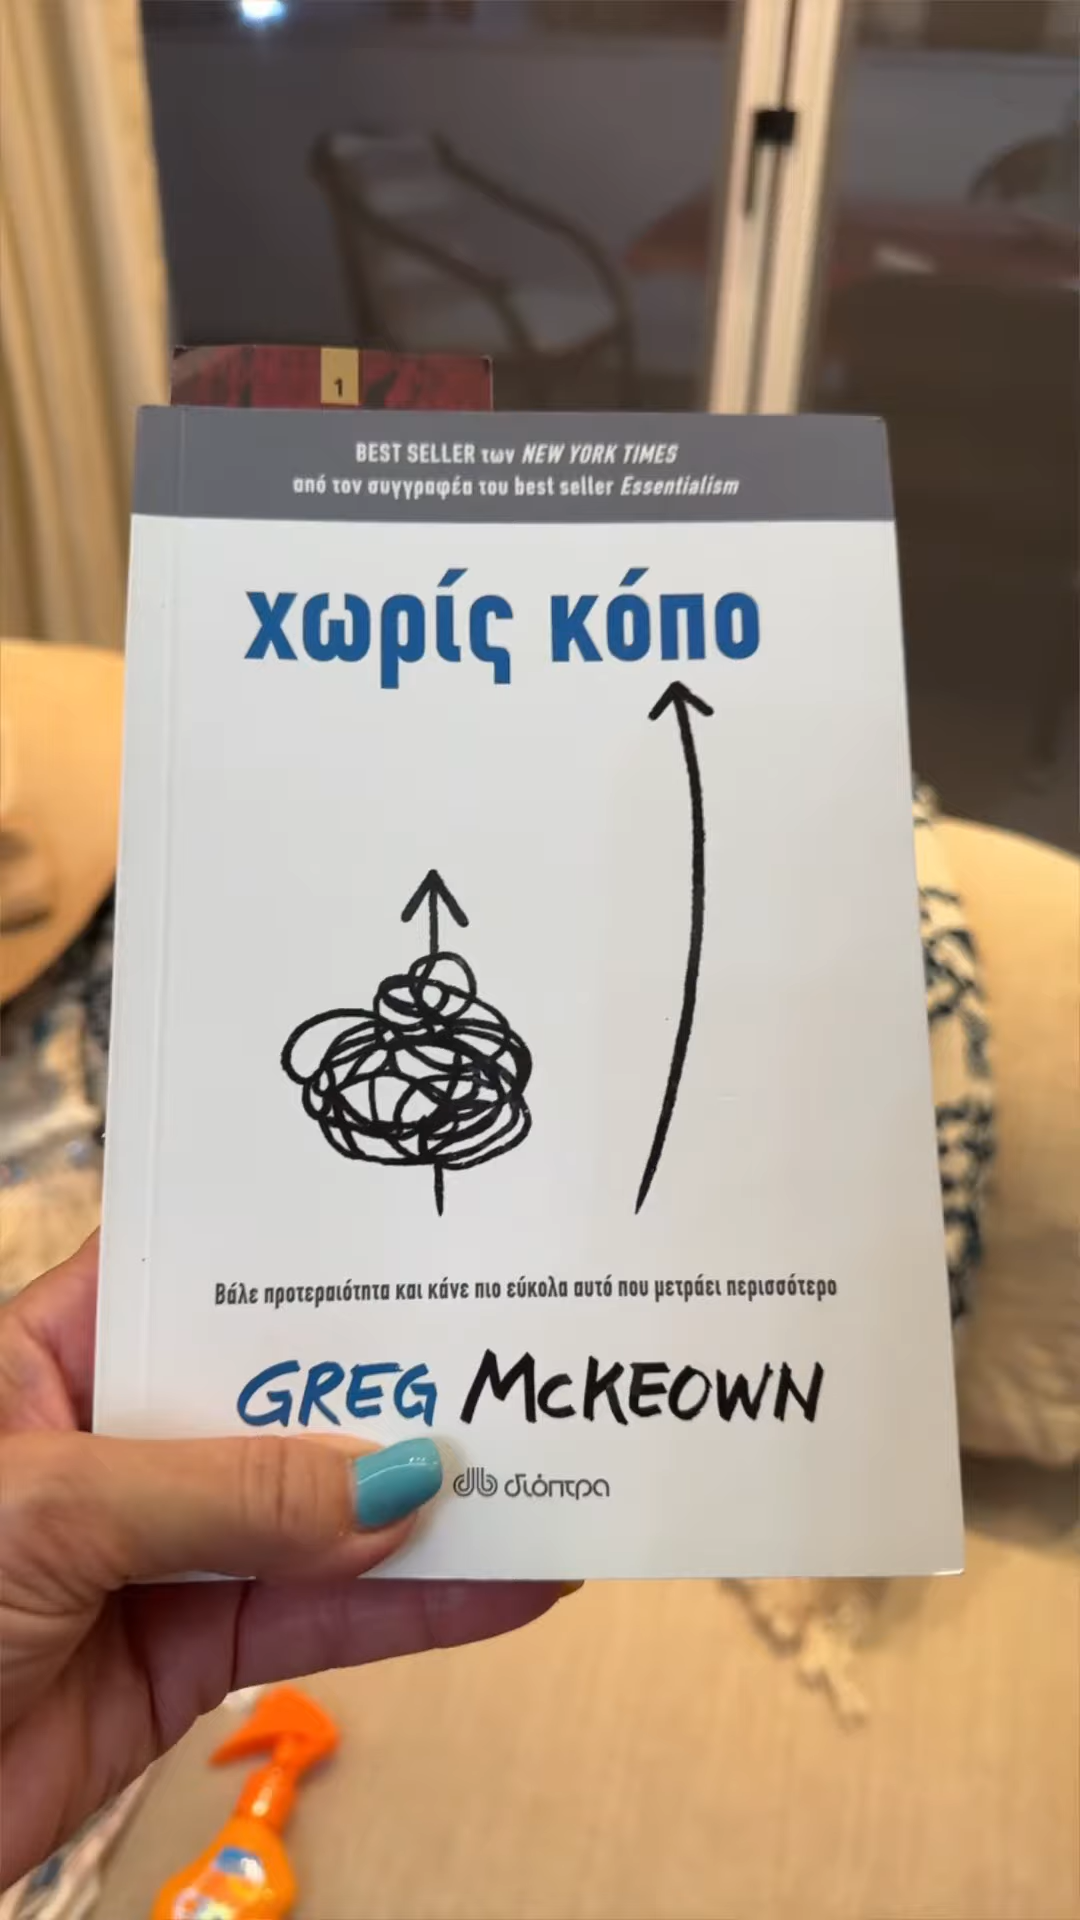 1
BEST SELLER των NEW YORK TIMES
από τον συγγραφέα του best seller Essentialism
χωρίς κόπο
Βάλε προτεραιότητα και κάνε πιο εύκολα αυτό που μετράει περισσότερο
GREG McKEOWN
διόπτρα